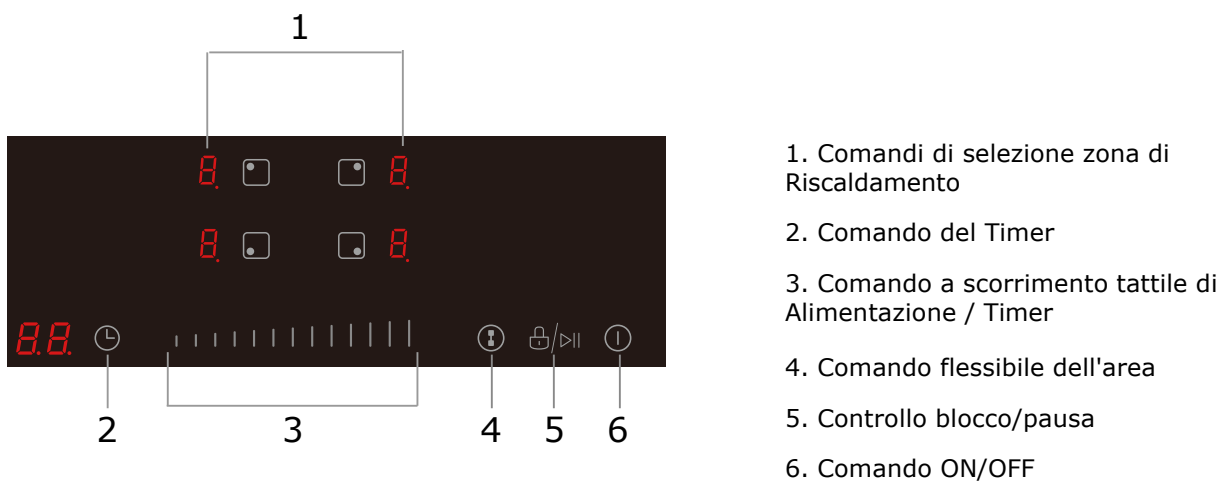 1
8. 8.
8. 8.
8.8.
2 3 4 5 6
1. Comandi di selezione zona di
Riscaldamento
2. Comando del Timer
3. Comando a scorrimento tattile di
Alimentazione / Timer
4. Comando flessibile dell'area
5. Controllo blocco/pausa
6. Comando ON/OFF